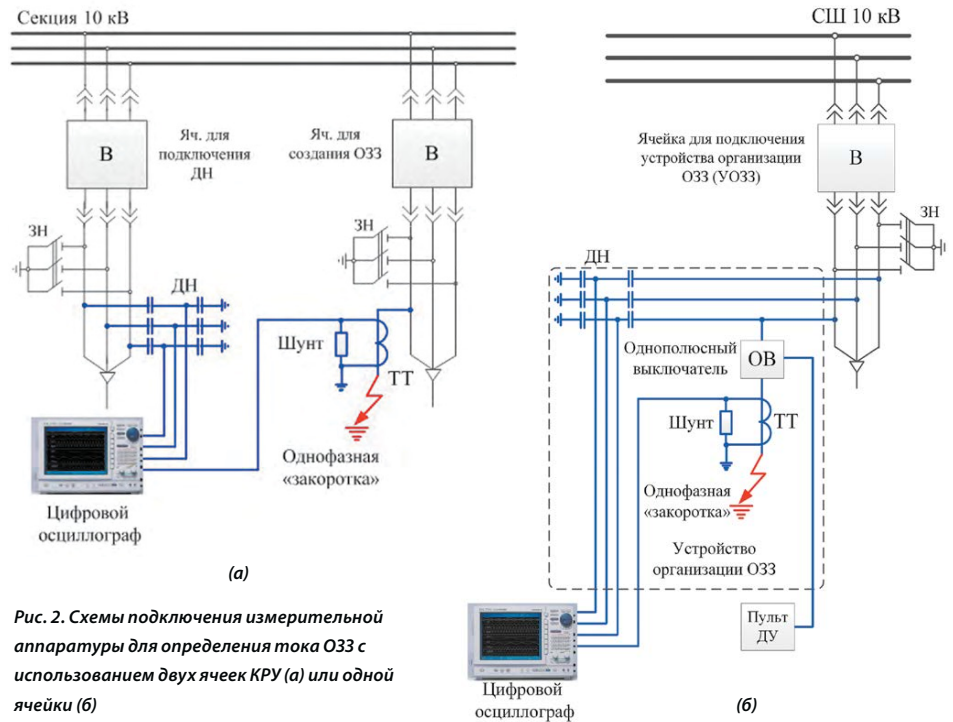 Секция 10 кВ
Яч. для
подключения
ДН
Яч. для
создания ОЗЗ
В
В
ЗН
ЗН
ДН
Шунт
ТТ
Однофазная
«закоротка»
Цифровой
осциллограф
(а)
Рис. 2. Схемы подключения измерительной
аппаратуры для определения тока ОЗЗ с
использованием двух ячеек КРУ (а) или одной
ячейки (б)
СШ 10 кВ
Ячейка для подключения
устройства организации
ОЗЗ (УОЗЗ)
В
ЗН
ДН
Однополюсный
выключатель
ОВ
Шунт
ТТ
Однофазная
«закоротка»
Устройство
организации ОЗЗ
Пульт
ДУ
Цифровой
осциллограф
(б)